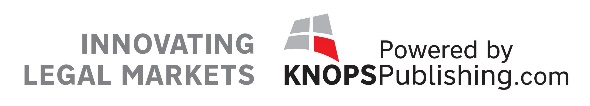 INNOVATING
LEGAL MARKETS
Powered by
KNOPSPublishing.com